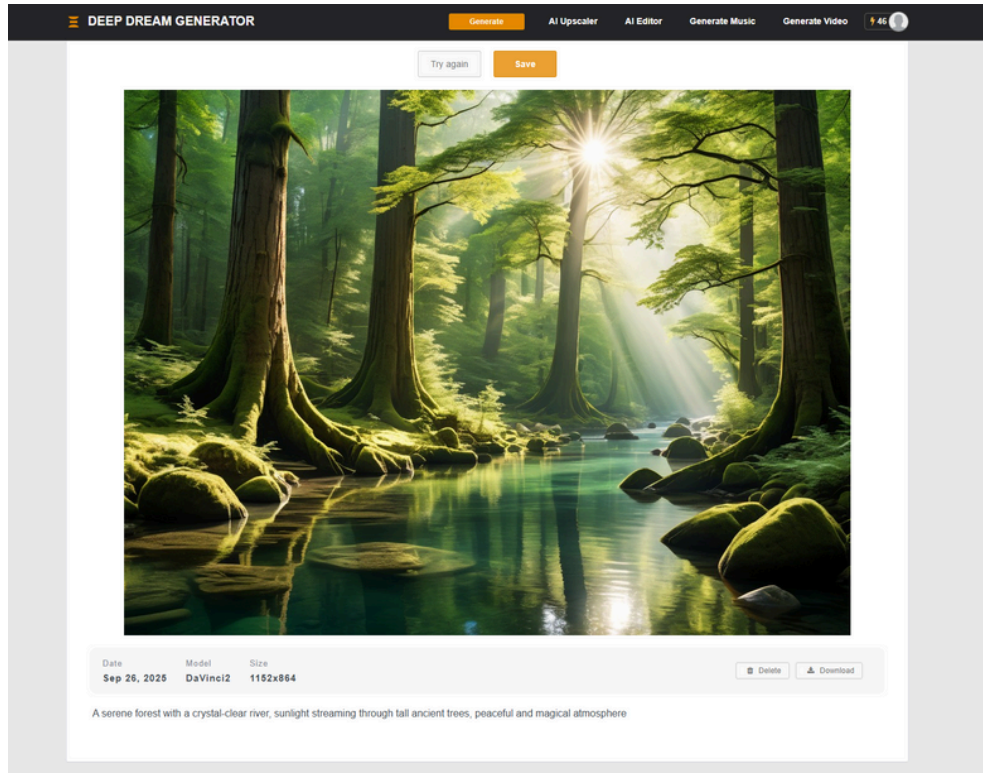 DEEP DREAM GENERATOR Generate AI Upscaler AI Editor Generate Music Generate Video 46
Try again Save
Date Model Size
Sep 26, 2025 DaVinci2 1152x864
Delete Download
A serene forest with a crystal-clear river, sunlight streaming through tall ancient trees, peaceful and magical atmosphere